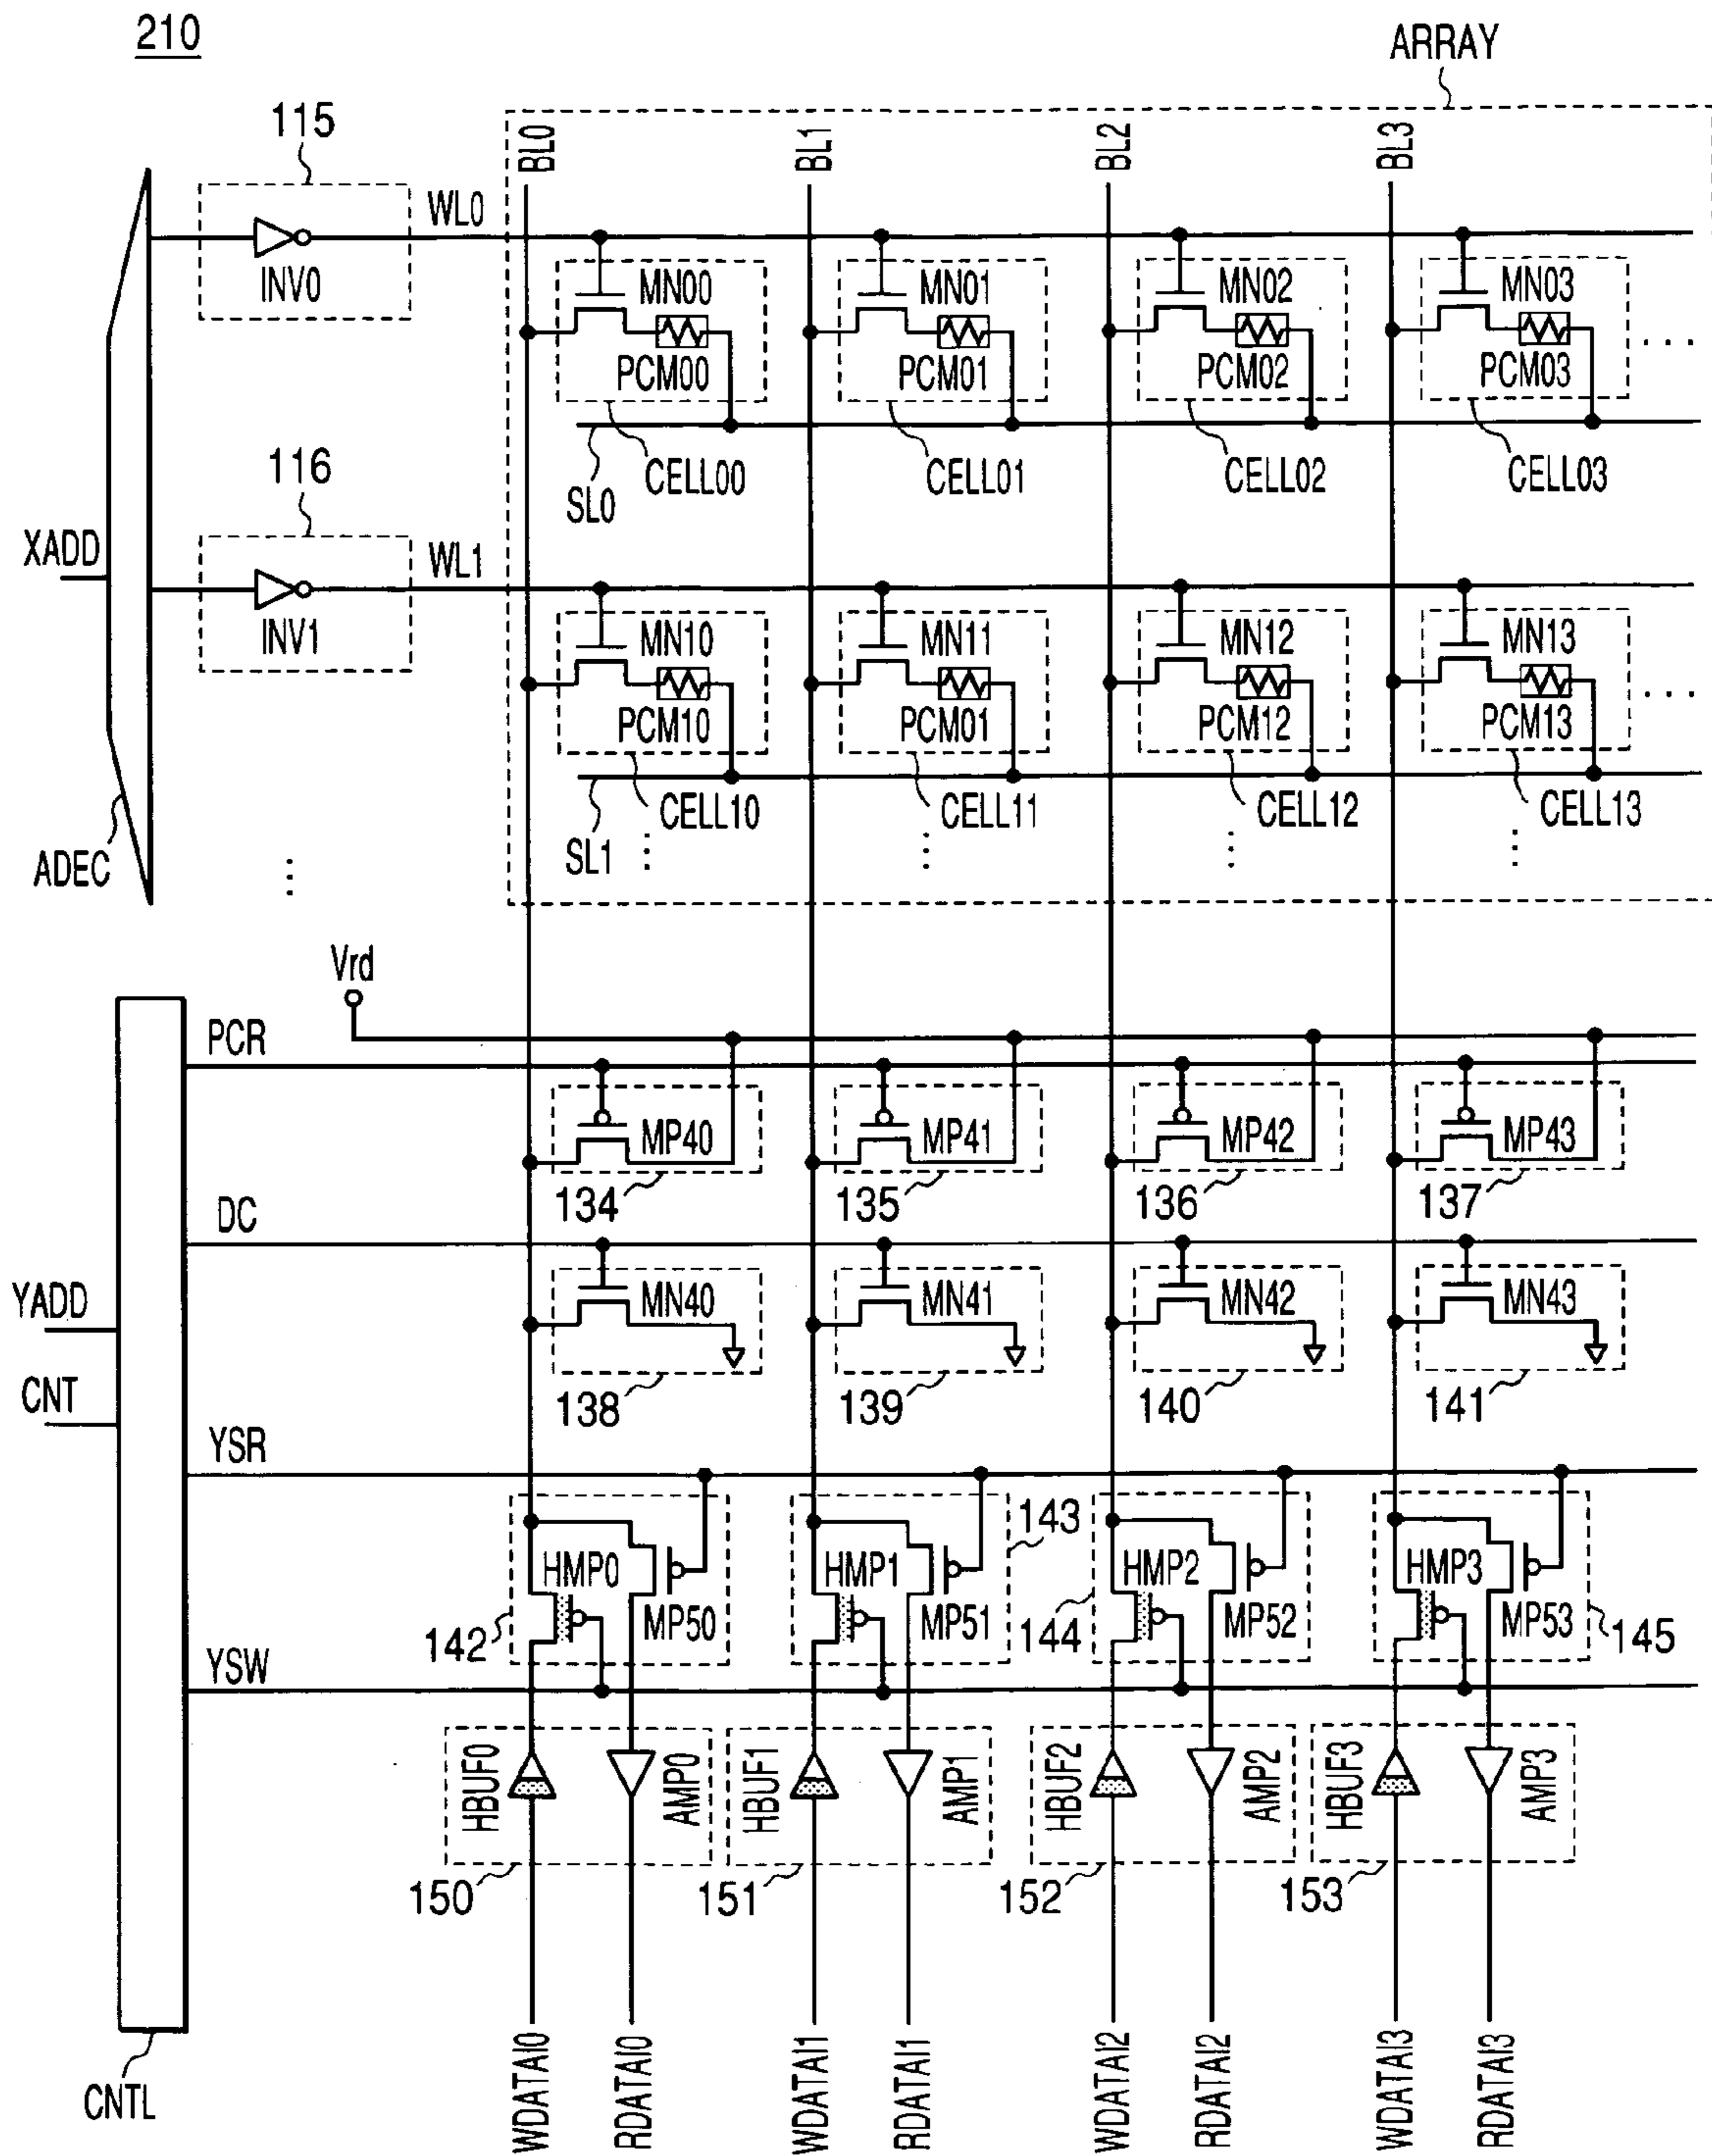 210
ARRAY
115
BL0
BL1
BL2
BL3
WL0
INV0
MN00
MN01
MN02
MN03
PCM00
PCM01
PCM02
PCM03
....
SL0
CELL00
CELL01
CELL02
CELL03
116
XADD
WL1
INV1
MN10
MN11
MN12
MN13
PCM10
PCM01
PCM12
PCM13
...
CELL10
CELL11
CELL12
CELL13
SL1
ADEC
Vrd
PCR
MP40
MP41
MP42
MP43
134
135
136
137
DC
YADD
MN40
MN41
MN42
MN43
CNT
138
139
140
141
YSR
143
HMP0
HMP1
HMP2
HMP3
MP50
MP51
MP52
MP53
142
144
145
YSW
HBUF0
AMP0
HBUF1
AMP1
HBUF2
AMP2
HBUF3
AMP3
150
151
152
153
CNTL
WDATAI0
RDATAI0
WDATAI1
RDATAI1
WDATAI2
RDATAI2
WDATAI3
RDATAI3